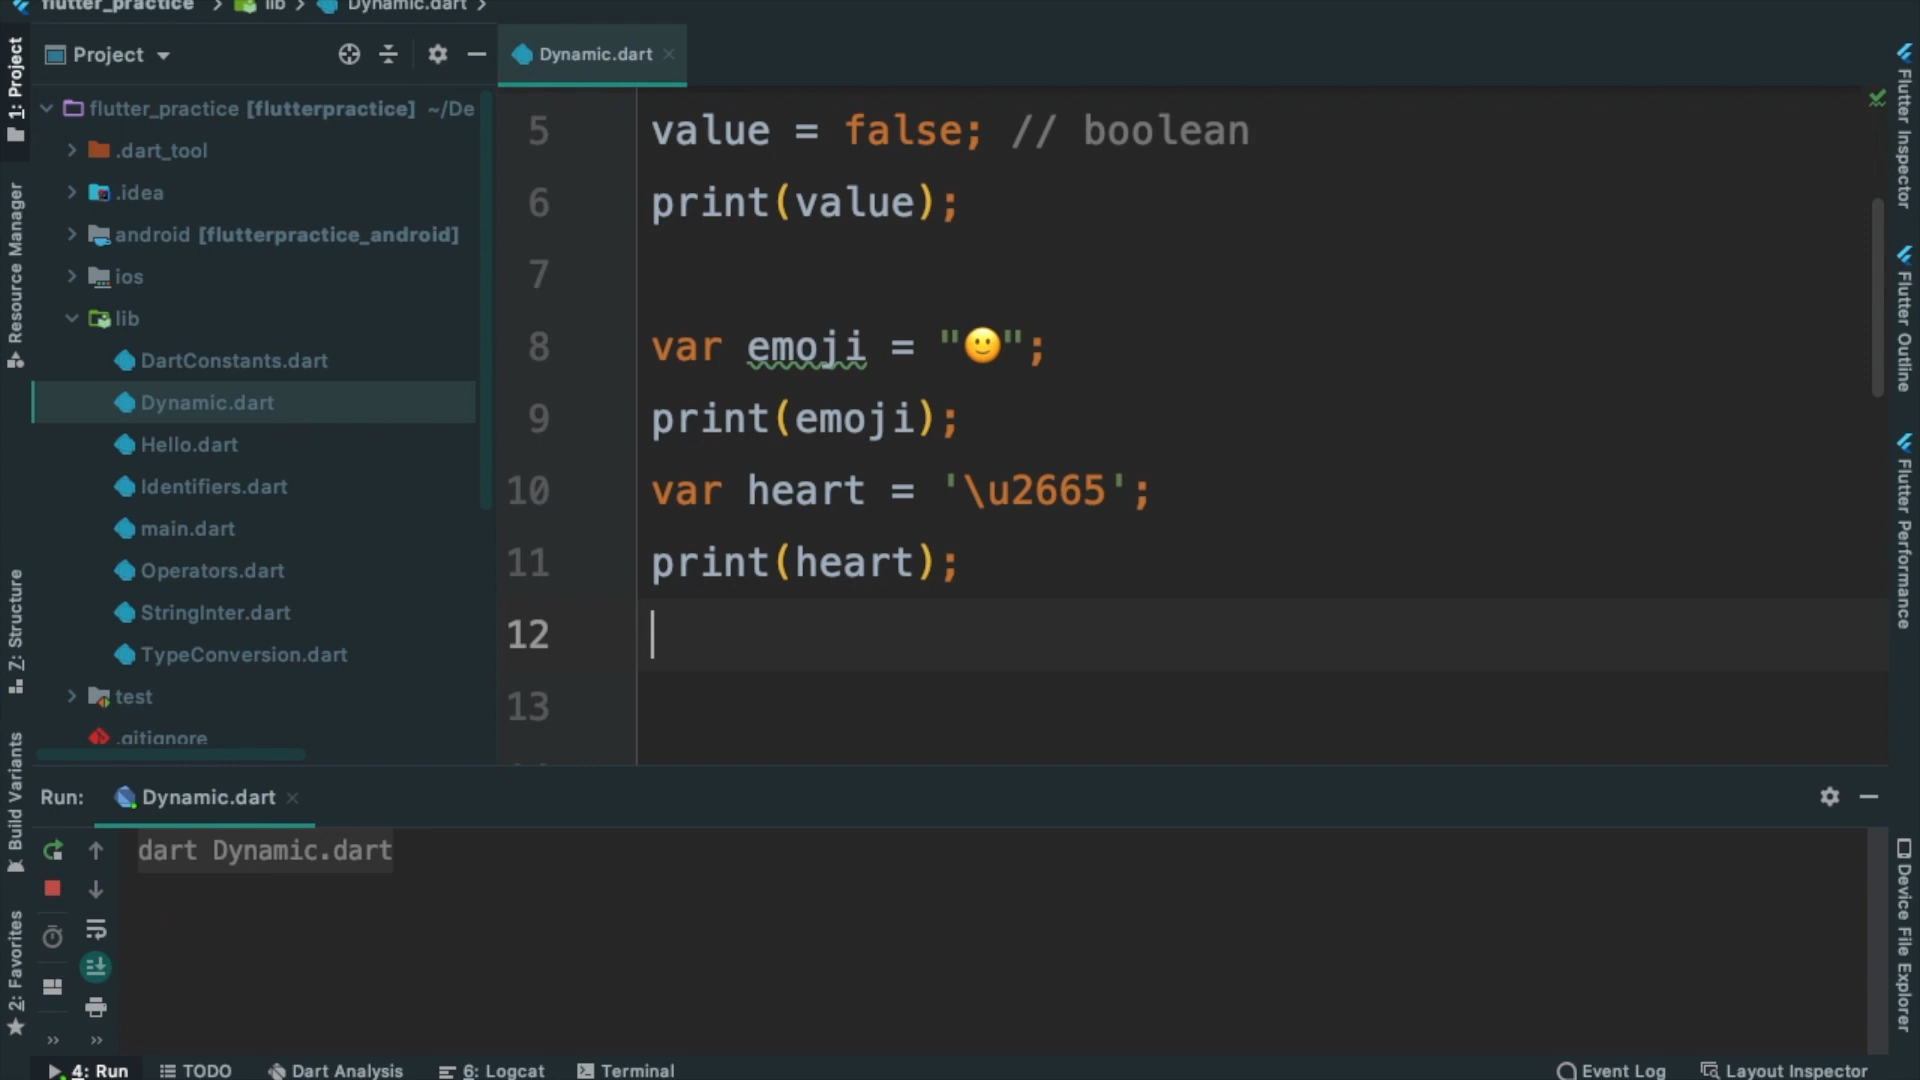 flutter_practice lib Dynamic.dart
Project
Dynamic.dart
flutter_practice [flutterpractice] ~/De
.dart_tool
.idea
android [flutterpractice_android]
ios
lib
DartConstants.dart
Dynamic.dart
Hello.dart
Identifiers.dart
main.dart
Operators.dart
StringInter.dart
TypeConversion.dart
test
.gitignore
5 value = false; // boolean
6 print(value);
7
8 var emoji = "🙂";
9 print(emoji);
10 var heart = '\u2665';
11 print(heart);
12
13
Run: Dynamic.dart
dart Dynamic.dart
1: Project
Resource Manager
Z: Structure
Build Variants
2: Favorites
Flutter Inspector
Flutter Outline
Flutter Performance
Device File Explorer
4: Run TODO Dart Analysis 6: Logcat Terminal Event Log Layout Inspector